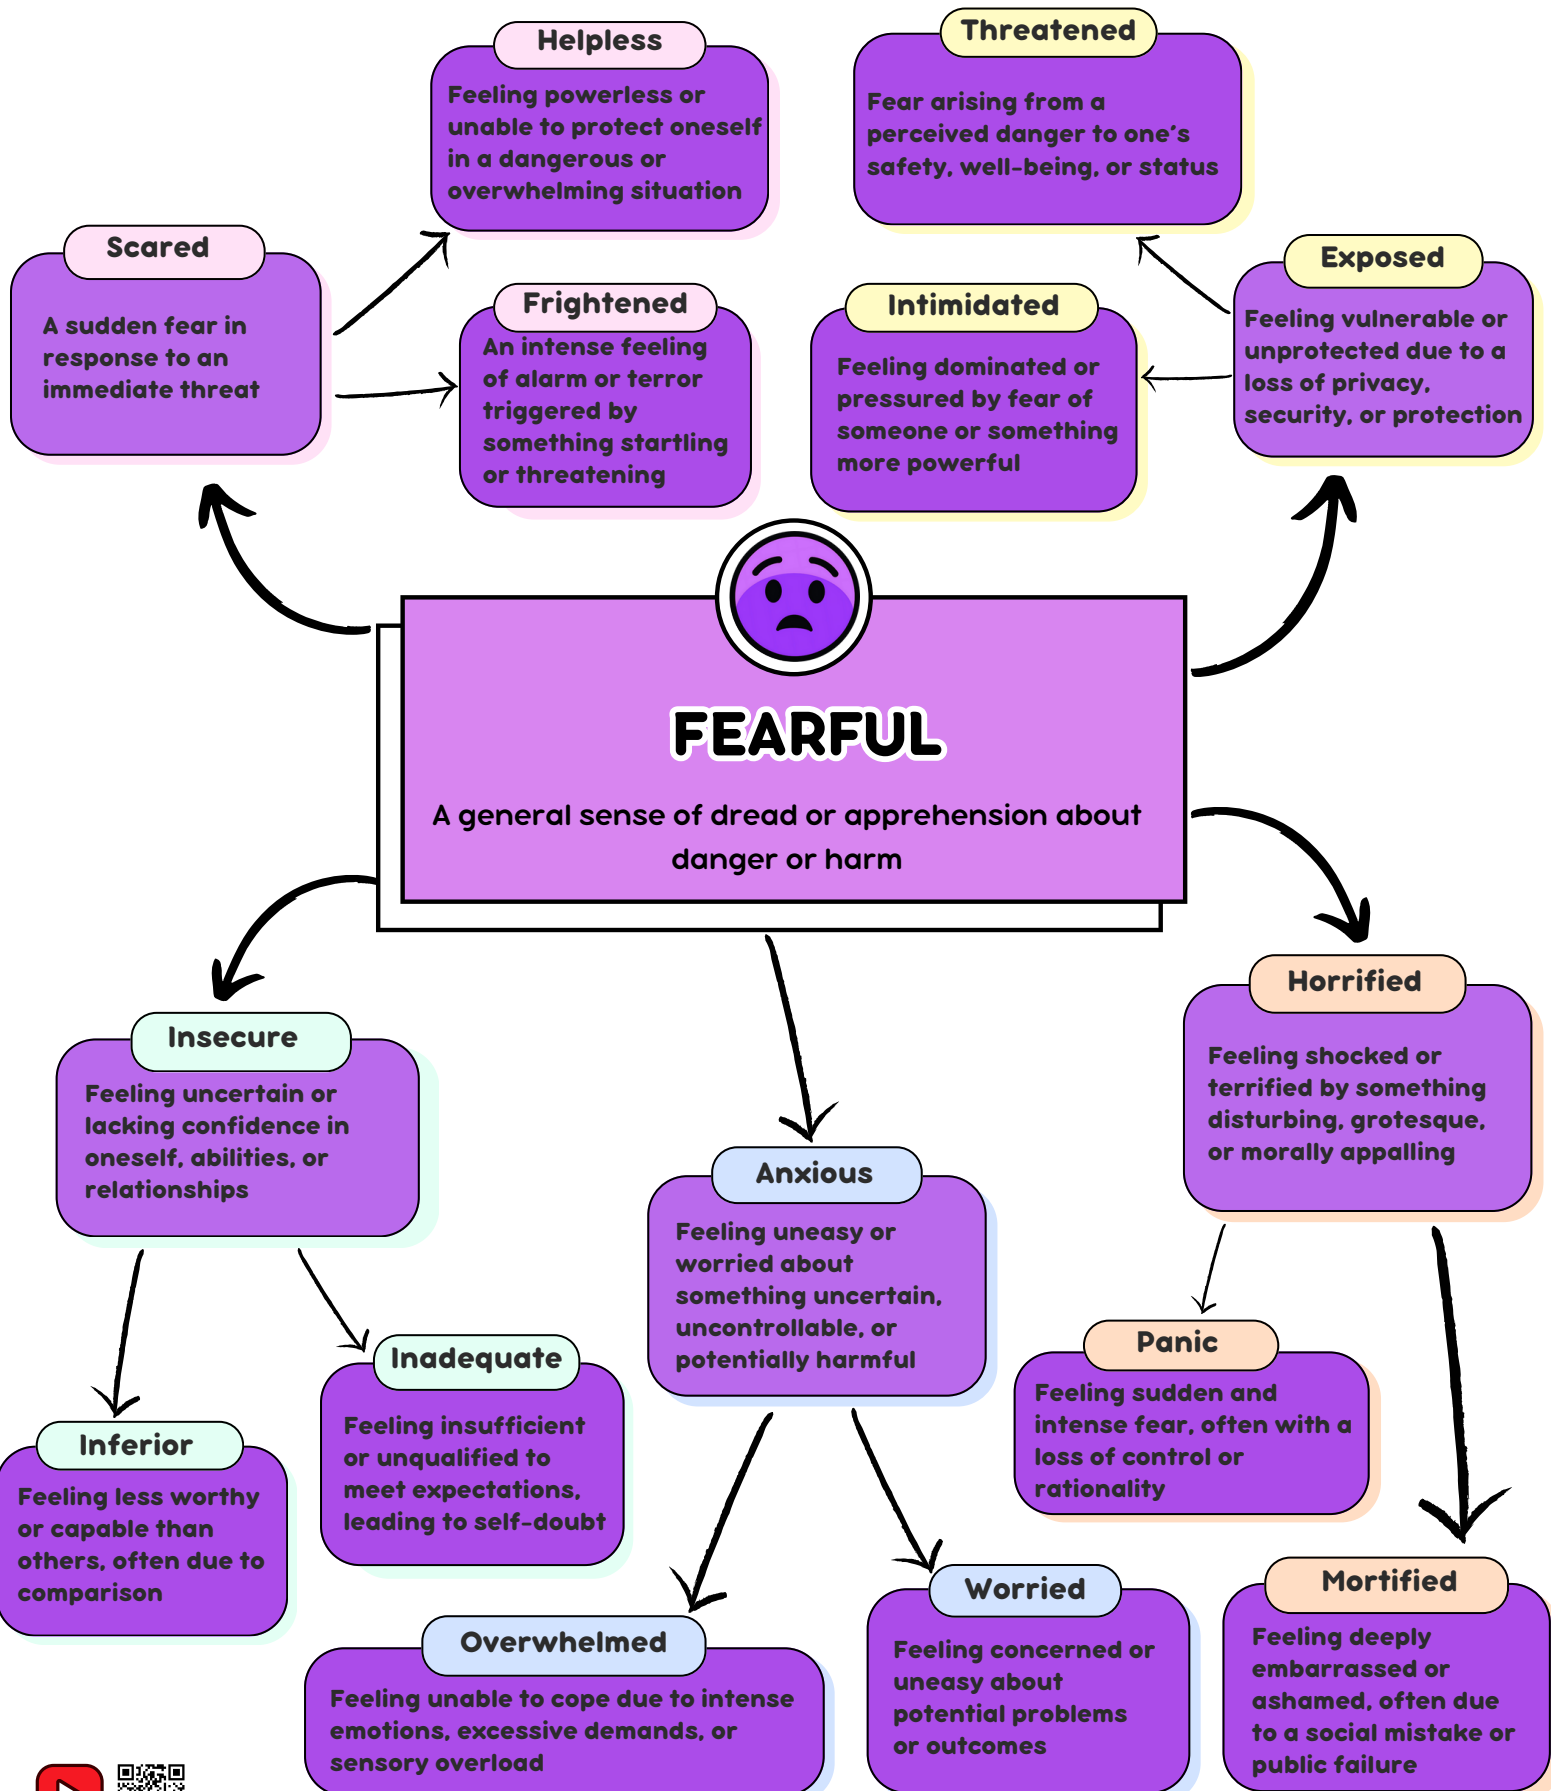 Helpless
Feeling powerless or
unable to protect oneself
in a dangerous or
overwhelming situation
Threatened
Fear arising from a
perceived danger to one's
safety, well-being, or status
Scared
A sudden fear in
response to an
immediate threat
Frightened
An intense feeling
of alarm or terror
triggered by
something startling
or threatening
Intimidated
Feeling dominated or
pressured by fear of
someone or something
more powerful
Exposed
Feeling vulnerable or
unprotected due to a
loss of privacy,
security, or protection
FEARFUL
A general sense of dread or apprehension about
danger or harm
Insecure
Feeling uncertain or
lacking confidence in
oneself, abilities, or
relationships
Anxious
Feeling uneasy or
worried about
something uncertain,
uncontrollable, or
potentially harmful
Horrified
Feeling shocked or
terrified by something
disturbing, grotesque,
or morally appalling
Inferior
Feeling less worthy
or capable than
others, often due to
comparison
Inadequate
Feeling insufficient
or unqualified to
meet expectations,
leading to self-doubt
Panic
Feeling sudden and
intense fear, often with a
loss of control or
rationality
Overwhelmed
Feeling unable to cope due to intense
emotions, excessive demands, or
sensory overload
Worried
Feeling concerned or
uneasy about
potential problems
or outcomes
Mortified
Feeling deeply
embarrassed or
ashamed, often due
to a social mistake or
public failure